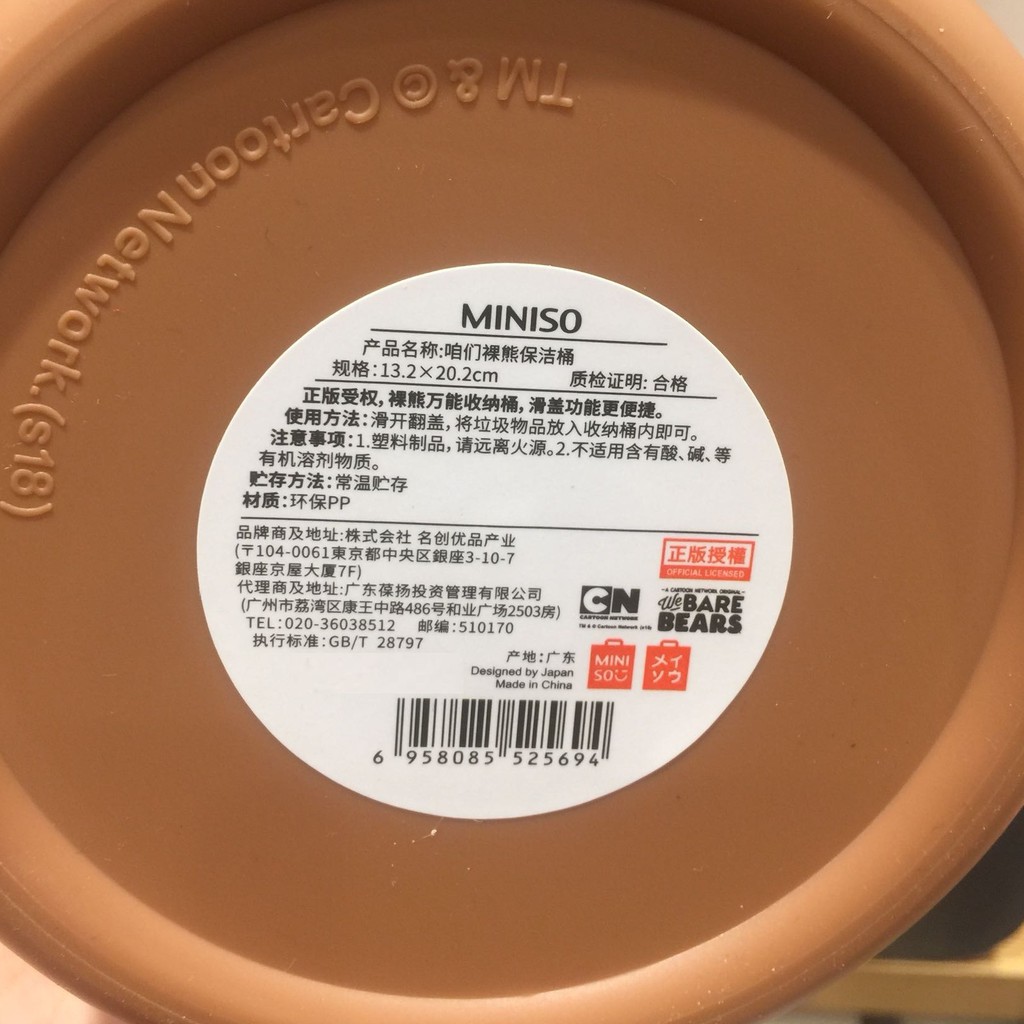 TM & © Cartoon Network. (s18)
MINISO
产品名称:咱们裸熊保洁桶
规格:13.2×20.2cm 质检证明: 合格
正版受权, 裸熊万能收纳桶, 滑盖功能更便捷。
使用方法: 滑开翻盖, 将垃圾物品放入收纳桶内即可。
注意事项: 1.塑料制品, 请远离火源。2.不适用含有酸、碱、等
有机溶剂物质。
贮存方法: 常温贮存
材质: 环保PP
品牌商及地址:株式会社 名创优品产业
(〒104-0061東京都中央区銀座3-10-7
銀座京屋大厦7F)
代理商及地址:广东葆扬投资管理有限公司
(广州市荔湾区康王中路486号和业广场2503房)
TEL:020-36038512 邮编:510170
执行标准:GB/T 28797
正版授權
OFFICIAL LICENSED
CN
CARTOON NETWORK
TM & © Cartoon Network (s18)
A CARTOON NETWORK ORIGINAL
We BARE
BEARS
产地: 广东
Designed by Japan
Made in China
MINI
SO
メイ
ソウ
6 958085 525694